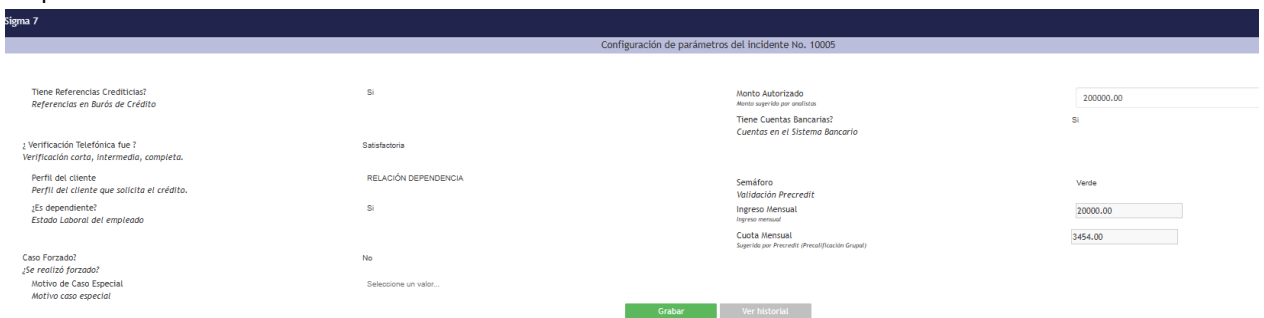 Sigma 7
Configuración de parámetros del incidente No. 10005
Tiene Referencias Crediticias? Si
Referencias en Burós de Crédito
¿ Verificación Telefónica fue ? Satisfactoria
Verificación corta, intermedia, completa.
Perfil del cliente RELACIÓN DEPENDENCIA
Perfil del cliente que solicita el crédito.
¿Es dependiente? Si
Estado Laboral del empleado
Caso Forzado? No
¿Se realizó forzado?
Motivo de Caso Especial Seleccione un valor...
Motivo caso especial
Monto Autorizado 200000.00
Monto sugerido por analistas
Tiene Cuentas Bancarias? Si
Cuentas en el Sistema Bancario
Semáforo Verde
Validación Precredit
Ingreso Mensual 20000.00
Ingreso mensual
Cuota Mensual 3454.00
Sugerida por Precredit (Precalificación Grupal)
Grabar Ver historial